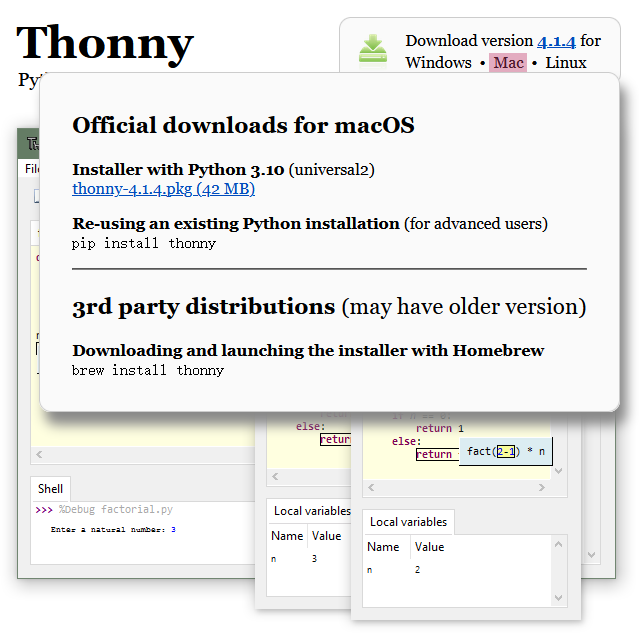 Thonny
Download version 4.1.4 for
Windows • Mac • Linux
Official downloads for macOS
Installer with Python 3.10 (universal2)
thonny-4.1.4.pkg (42 MB)
Re-using an existing Python installation (for advanced users)
pip install thonny
3rd party distributions (may have older version)
Downloading and launching the installer with Homebrew
brew install thonny
else:
return 1
else:
return
fact(2-1) * n
Shell
>>> %Debug factorial.py
Enter a natural number: 3
Local variables
Name Value
n 3
Local variables
Name Value
n 2